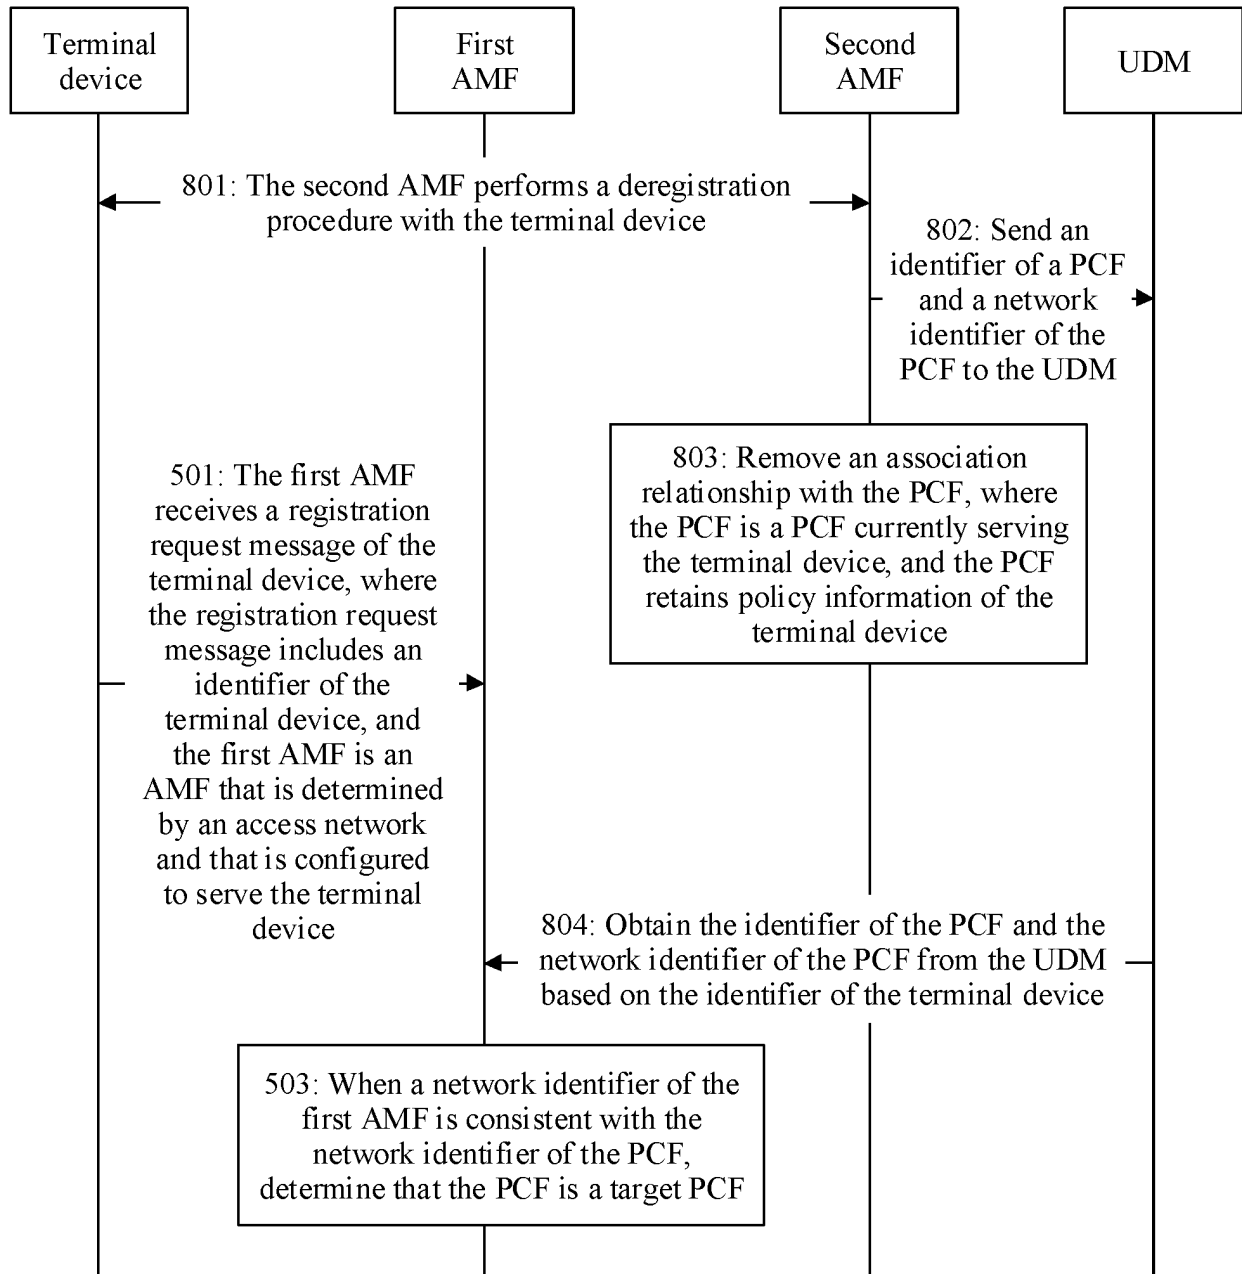 Terminal
device
First
AMF
Second
AMF
UDM
801: The second AMF performs a deregistration
procedure with the terminal device
802: Send an
identifier of a PCF
and a network
identifier of the
PCF to the UDM
803: Remove an association
relationship with the PCF, where
the PCF is a PCF currently serving
the terminal device, and the PCF
retains policy information of the
terminal device
501: The first AMF
receives a registration
request message of the
terminal device, where
the registration request
message includes an
identifier of the
terminal device, and
the first AMF is an
AMF that is determined
by an access network
and that is configured
to serve the terminal
device
804: Obtain the identifier of the PCF and the
network identifier of the PCF from the UDM
based on the identifier of the terminal device
503: When a network identifier of the
first AMF is consistent with the
network identifier of the PCF,
determine that the PCF is a target PCF